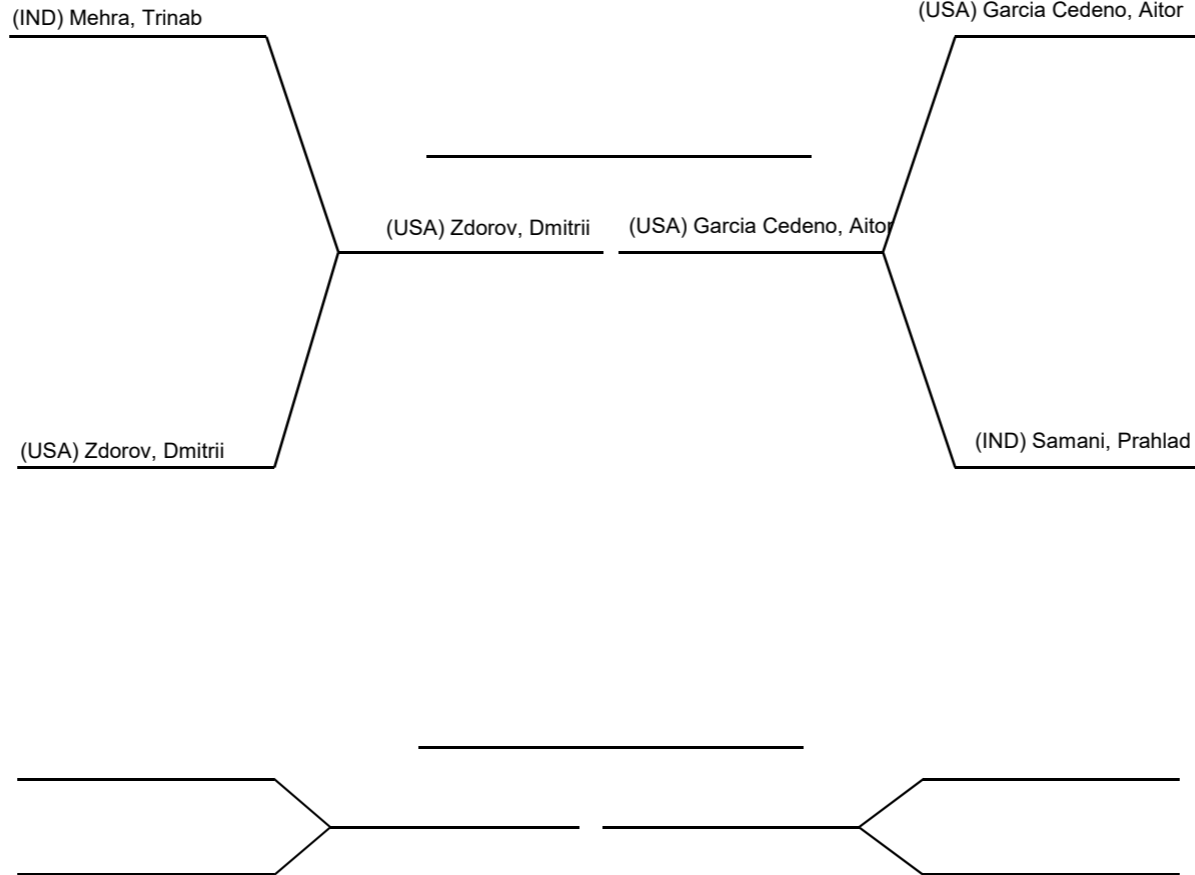 (IND) Mehra, Trinab
(USA) Garcia Cedeno, Aitor
(USA) Zdorov, Dmitrii
(USA) Garcia Cedeno, Aitor
(USA) Zdorov, Dmitrii
(IND) Samani, Prahlad